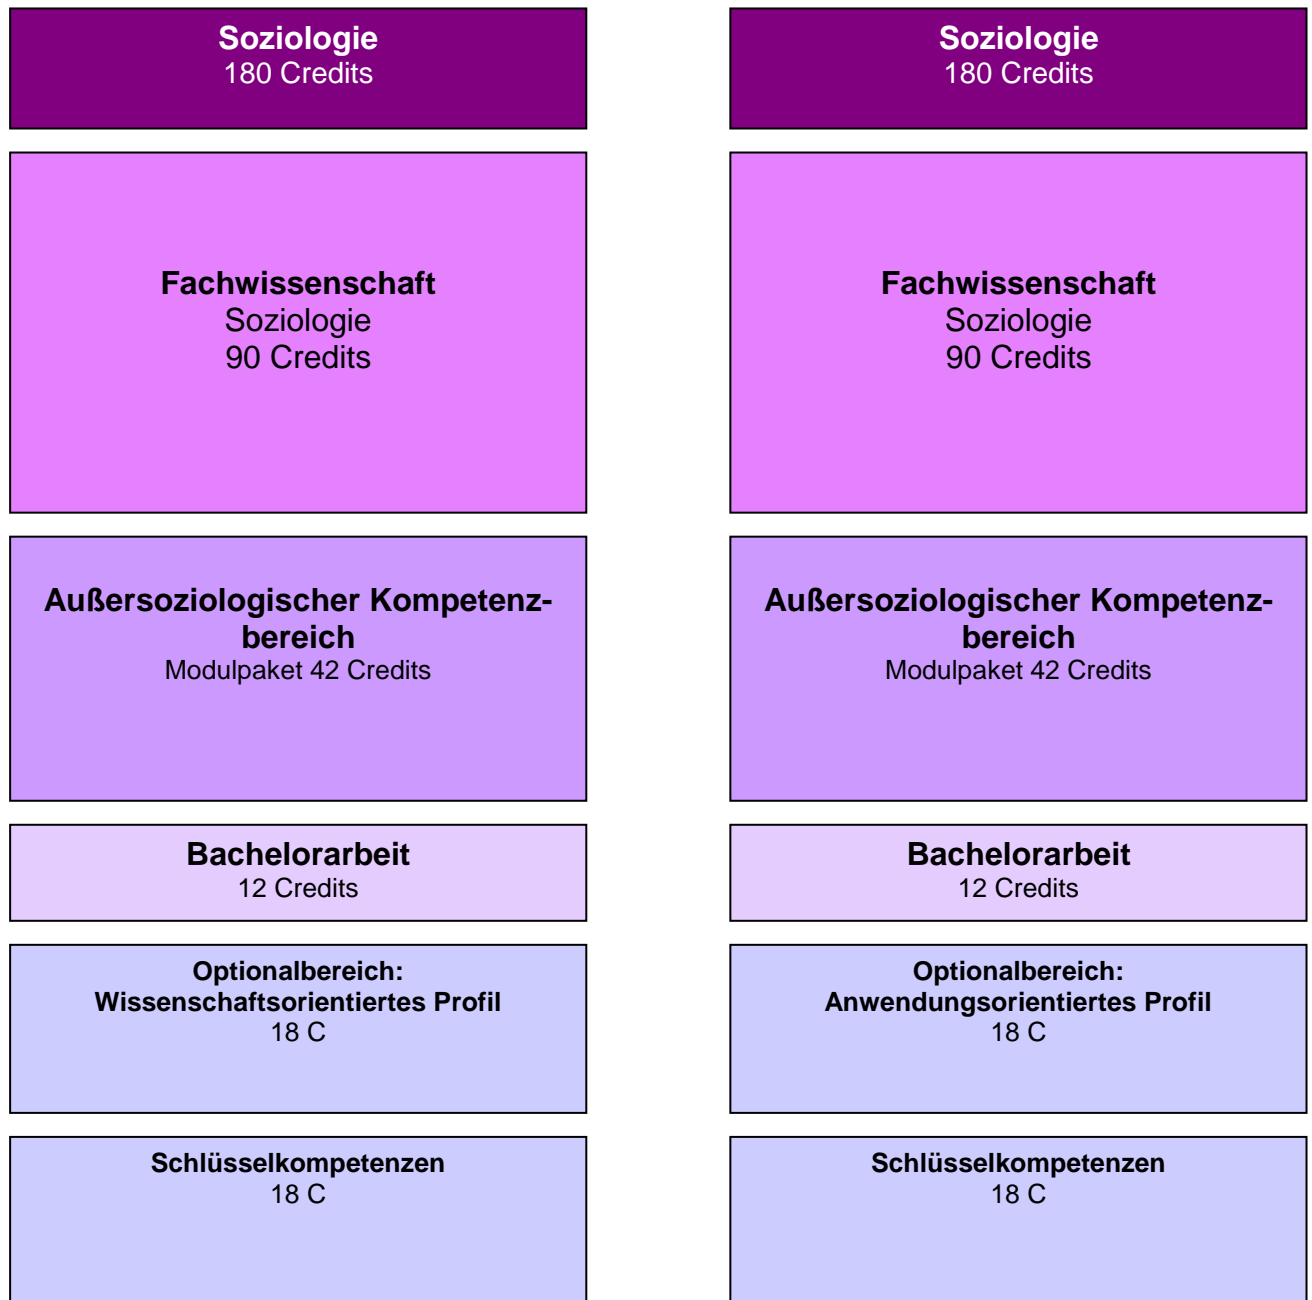 Soziologie
180 Credits
Fachwissenschaft
Soziologie
90 Credits
Außersoziologischer Kompetenz-
bereich
Modulpaket 42 Credits
Bachelorarbeit
12 Credits
Optionalbereich:
Wissenschaftsorientiertes Profil
18 C
Schlüsselkompetenzen
18 C
Soziologie
180 Credits
Fachwissenschaft
Soziologie
90 Credits
Außersoziologischer Kompetenz-
bereich
Modulpaket 42 Credits
Bachelorarbeit
12 Credits
Optionalbereich:
Anwendungsorientiertes Profil
18 C
Schlüsselkompetenzen
18 C